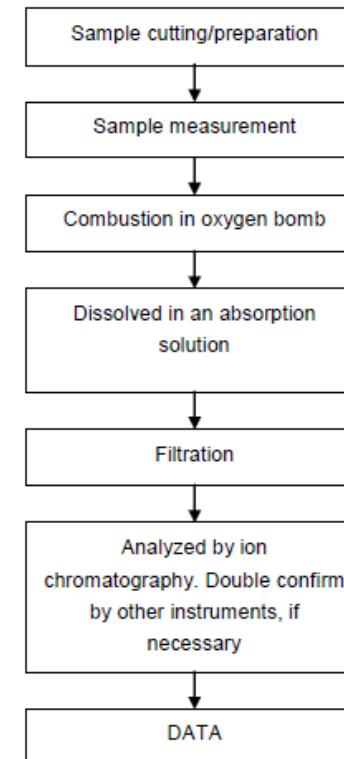 Sample cutting/preparation
Sample measurement
Combustion in oxygen bomb
Dissolved in an absorption
solution
Filtration
Analyzed by ion
chromatography. Double confirm
by other instruments, if
necessary
DATA